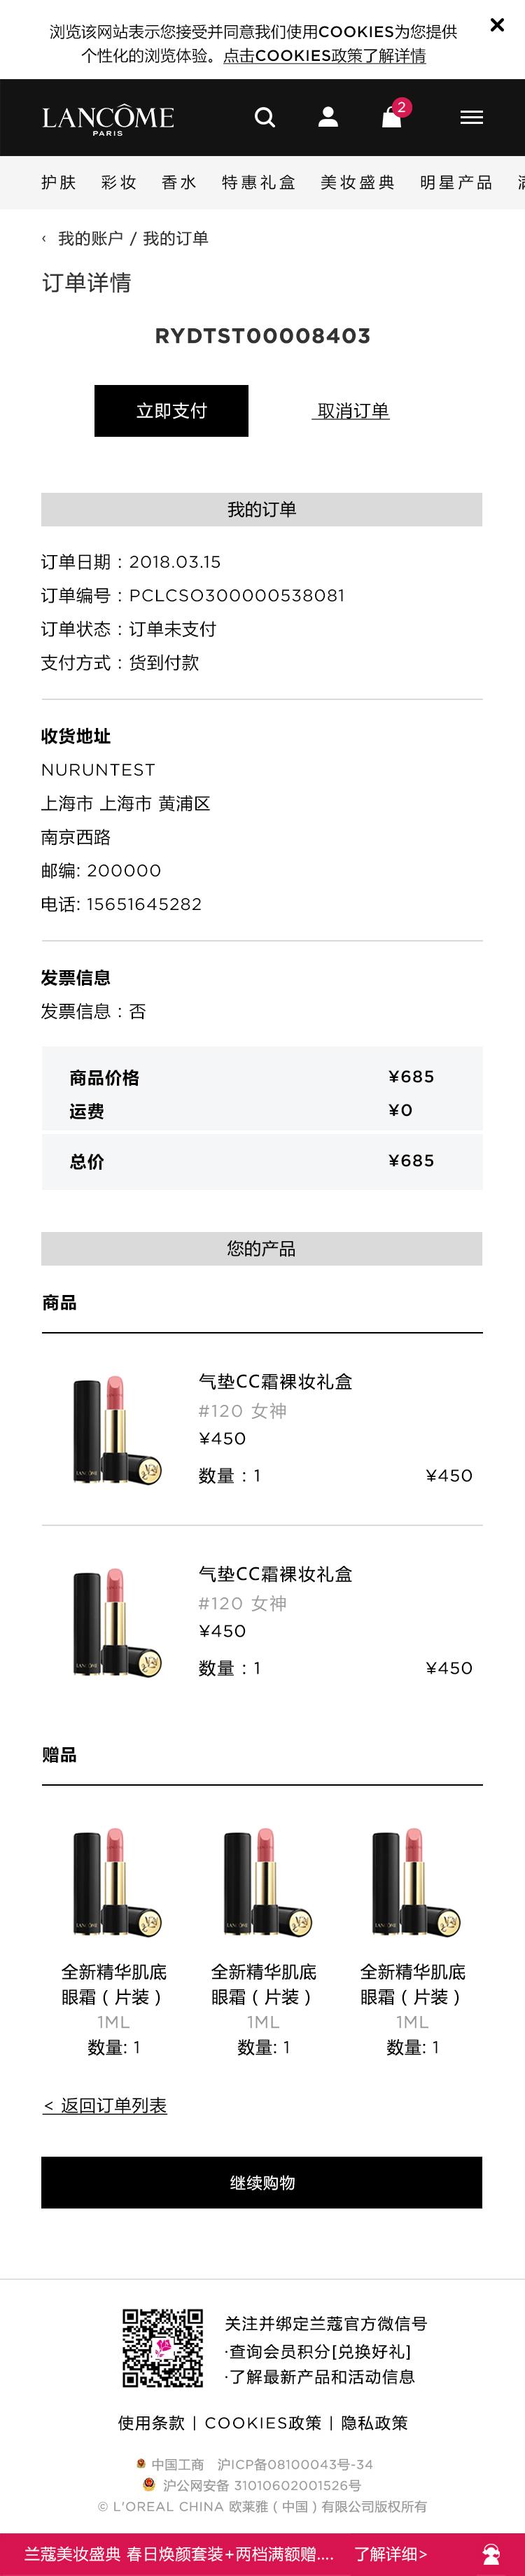 浏览该网站表示您接受并同意我们使用COOKIES为您提供
个性化的浏览体验。点击COOKIES政策了解详情
LANCÔME
PARIS
2
护肤 彩妆 香水 特惠礼盒 美妆盛典 明星产品
‹ 我的账户 / 我的订单
订单详情
RYDTST00008403
立即支付 取消订单
我的订单
订单日期：2018.03.15
订单编号：PCLCSO300000538081
订单状态：订单未支付
支付方式：货到付款
收货地址
NURUNTEST
上海市 上海市 黄浦区
南京西路
邮编: 200000
电话: 15651645282
发票信息
发票信息：否
商品价格 ¥685
运费 ¥0
总价 ¥685
您的产品
商品
气垫CC霜裸妆礼盒
#120 女神
¥450
数量：1 ¥450
气垫CC霜裸妆礼盒
#120 女神
¥450
数量：1 ¥450
赠品
全新精华肌底 全新精华肌底 全新精华肌底
眼霜（片装） 眼霜（片装） 眼霜（片装）
1ML 1ML 1ML
数量: 1 数量: 1 数量: 1
< 返回订单列表
继续购物
关注并绑定兰蔻官方微信号
·查询会员积分[兑换好礼]
·了解最新产品和活动信息
使用条款 | COOKIES政策 | 隐私政策
中国工商 沪ICP备08100043号-34
沪公网安备 31010602001526号
© L'OREAL CHINA 欧莱雅（中国）有限公司版权所有
兰蔻美妆盛典 春日焕颜套装+两档满额赠.... 了解详细>